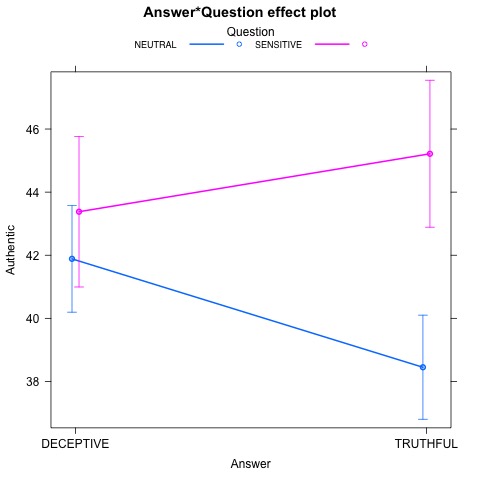 Answer*Question effect plot
Question
NEUTRAL SENSITIVE
46
44
42
40
38
Authentic
DECEPTIVE TRUTHFUL
Answer